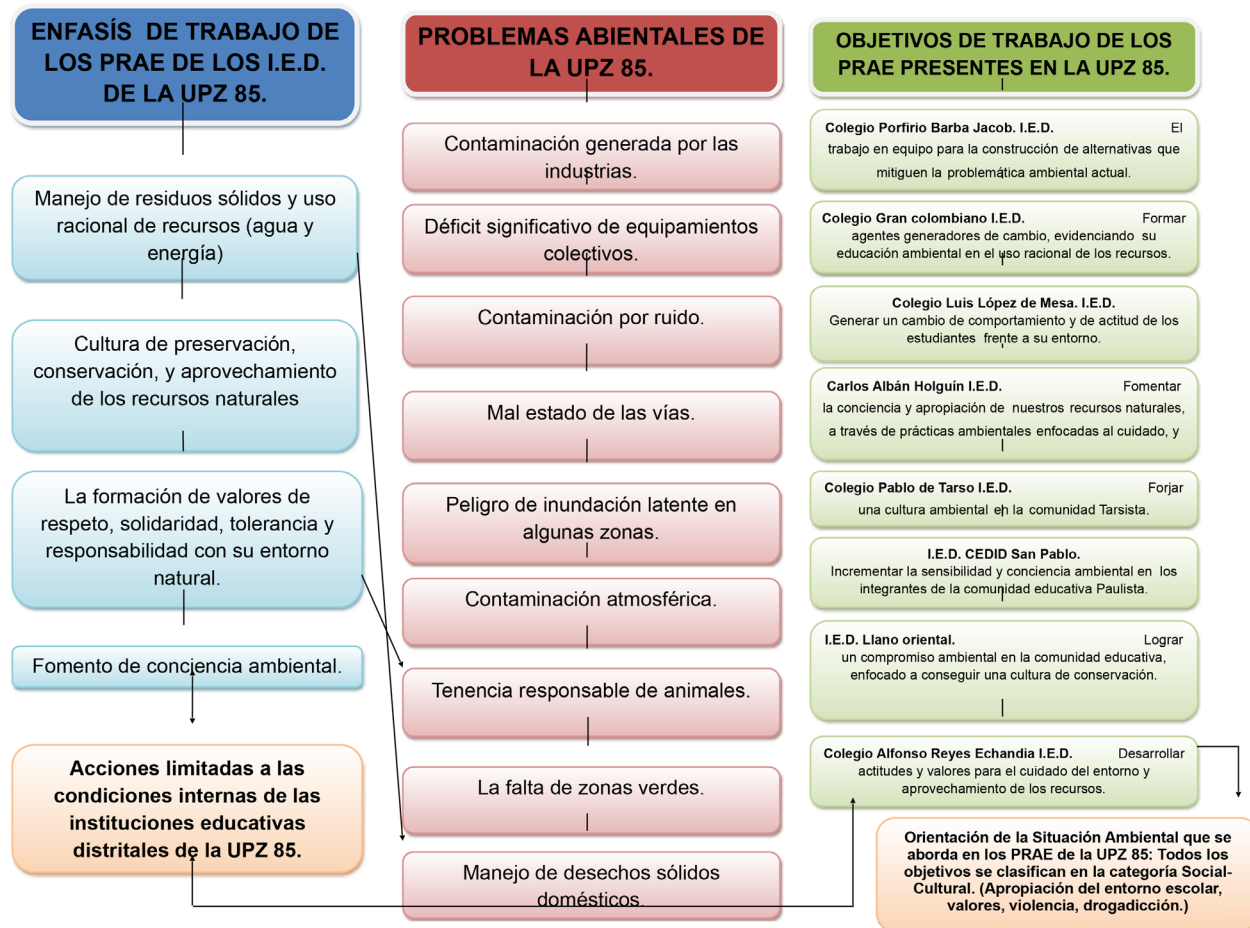 ENFASÍS DE TRABAJO DE
LOS PRAE DE LOS I.E.D.
DE LA UPZ 85.
Manejo de residuos sólidos y uso
racional de recursos (agua y
energía)
Cultura de preservación,
conservación, y aprovechamiento
de los recursos naturales
La formación de valores de
respeto, solidaridad, tolerancia y
responsabilidad con su entorno
natural.
Fomento de conciencia ambiental.
Acciones limitadas a las
condiciones internas de las
instituciones educativas
distritales de la UPZ 85.
PROBLEMAS ABIENTALES DE
LA UPZ 85.
Contaminación generada por las
industrias.
Déficit significativo de equipamientos
colectivos.
Contaminación por ruido.
Mal estado de las vías.
Peligro de inundación latente en
algunas zonas.
Contaminación atmosférica.
Tenencia responsable de animales.
La falta de zonas verdes.
Manejo de desechos sólidos
domésticos.
OBJETIVOS DE TRABAJO DE LOS
PRAE PRESENTES EN LA UPZ 85.
Colegio Porfirio Barba Jacob. I.E.D. El
trabajo en equipo para la construcción de alternativas que
mitiguen la problemática ambiental actual.
Colegio Gran colombiano I.E.D. Formar
agentes generadores de cambio, evidenciando su
educación ambiental en el uso racional de los recursos.
Colegio Luis López de Mesa. I.E.D.
Generar un cambio de comportamiento y de actitud de los
estudiantes frente a su entorno.
Carlos Albán Holguín I.E.D. Fomentar
la conciencia y apropiación de nuestros recursos naturales,
a través de prácticas ambientales enfocadas al cuidado, y
Colegio Pablo de Tarso I.E.D. Forjar
una cultura ambiental en la comunidad Tarsista.
I.E.D. CEDID San Pablo.
Incrementar la sensibilidad y conciencia ambiental en los
integrantes de la comunidad educativa Paulista.
I.E.D. Llano oriental. Lograr
un compromiso ambiental en la comunidad educativa,
enfocado a conseguir una cultura de conservación.
Colegio Alfonso Reyes Echandia I.E.D. Desarrollar
actitudes y valores para el cuidado del entorno y
aprovechamiento de los recursos.
Orientación de la Situación Ambiental que se
aborda en los PRAE de la UPZ 85: Todos los
objetivos se clasifican en la categoría Social-
Cultural. (Apropiación del entorno escolar,
valores, violencia, drogadicción.)